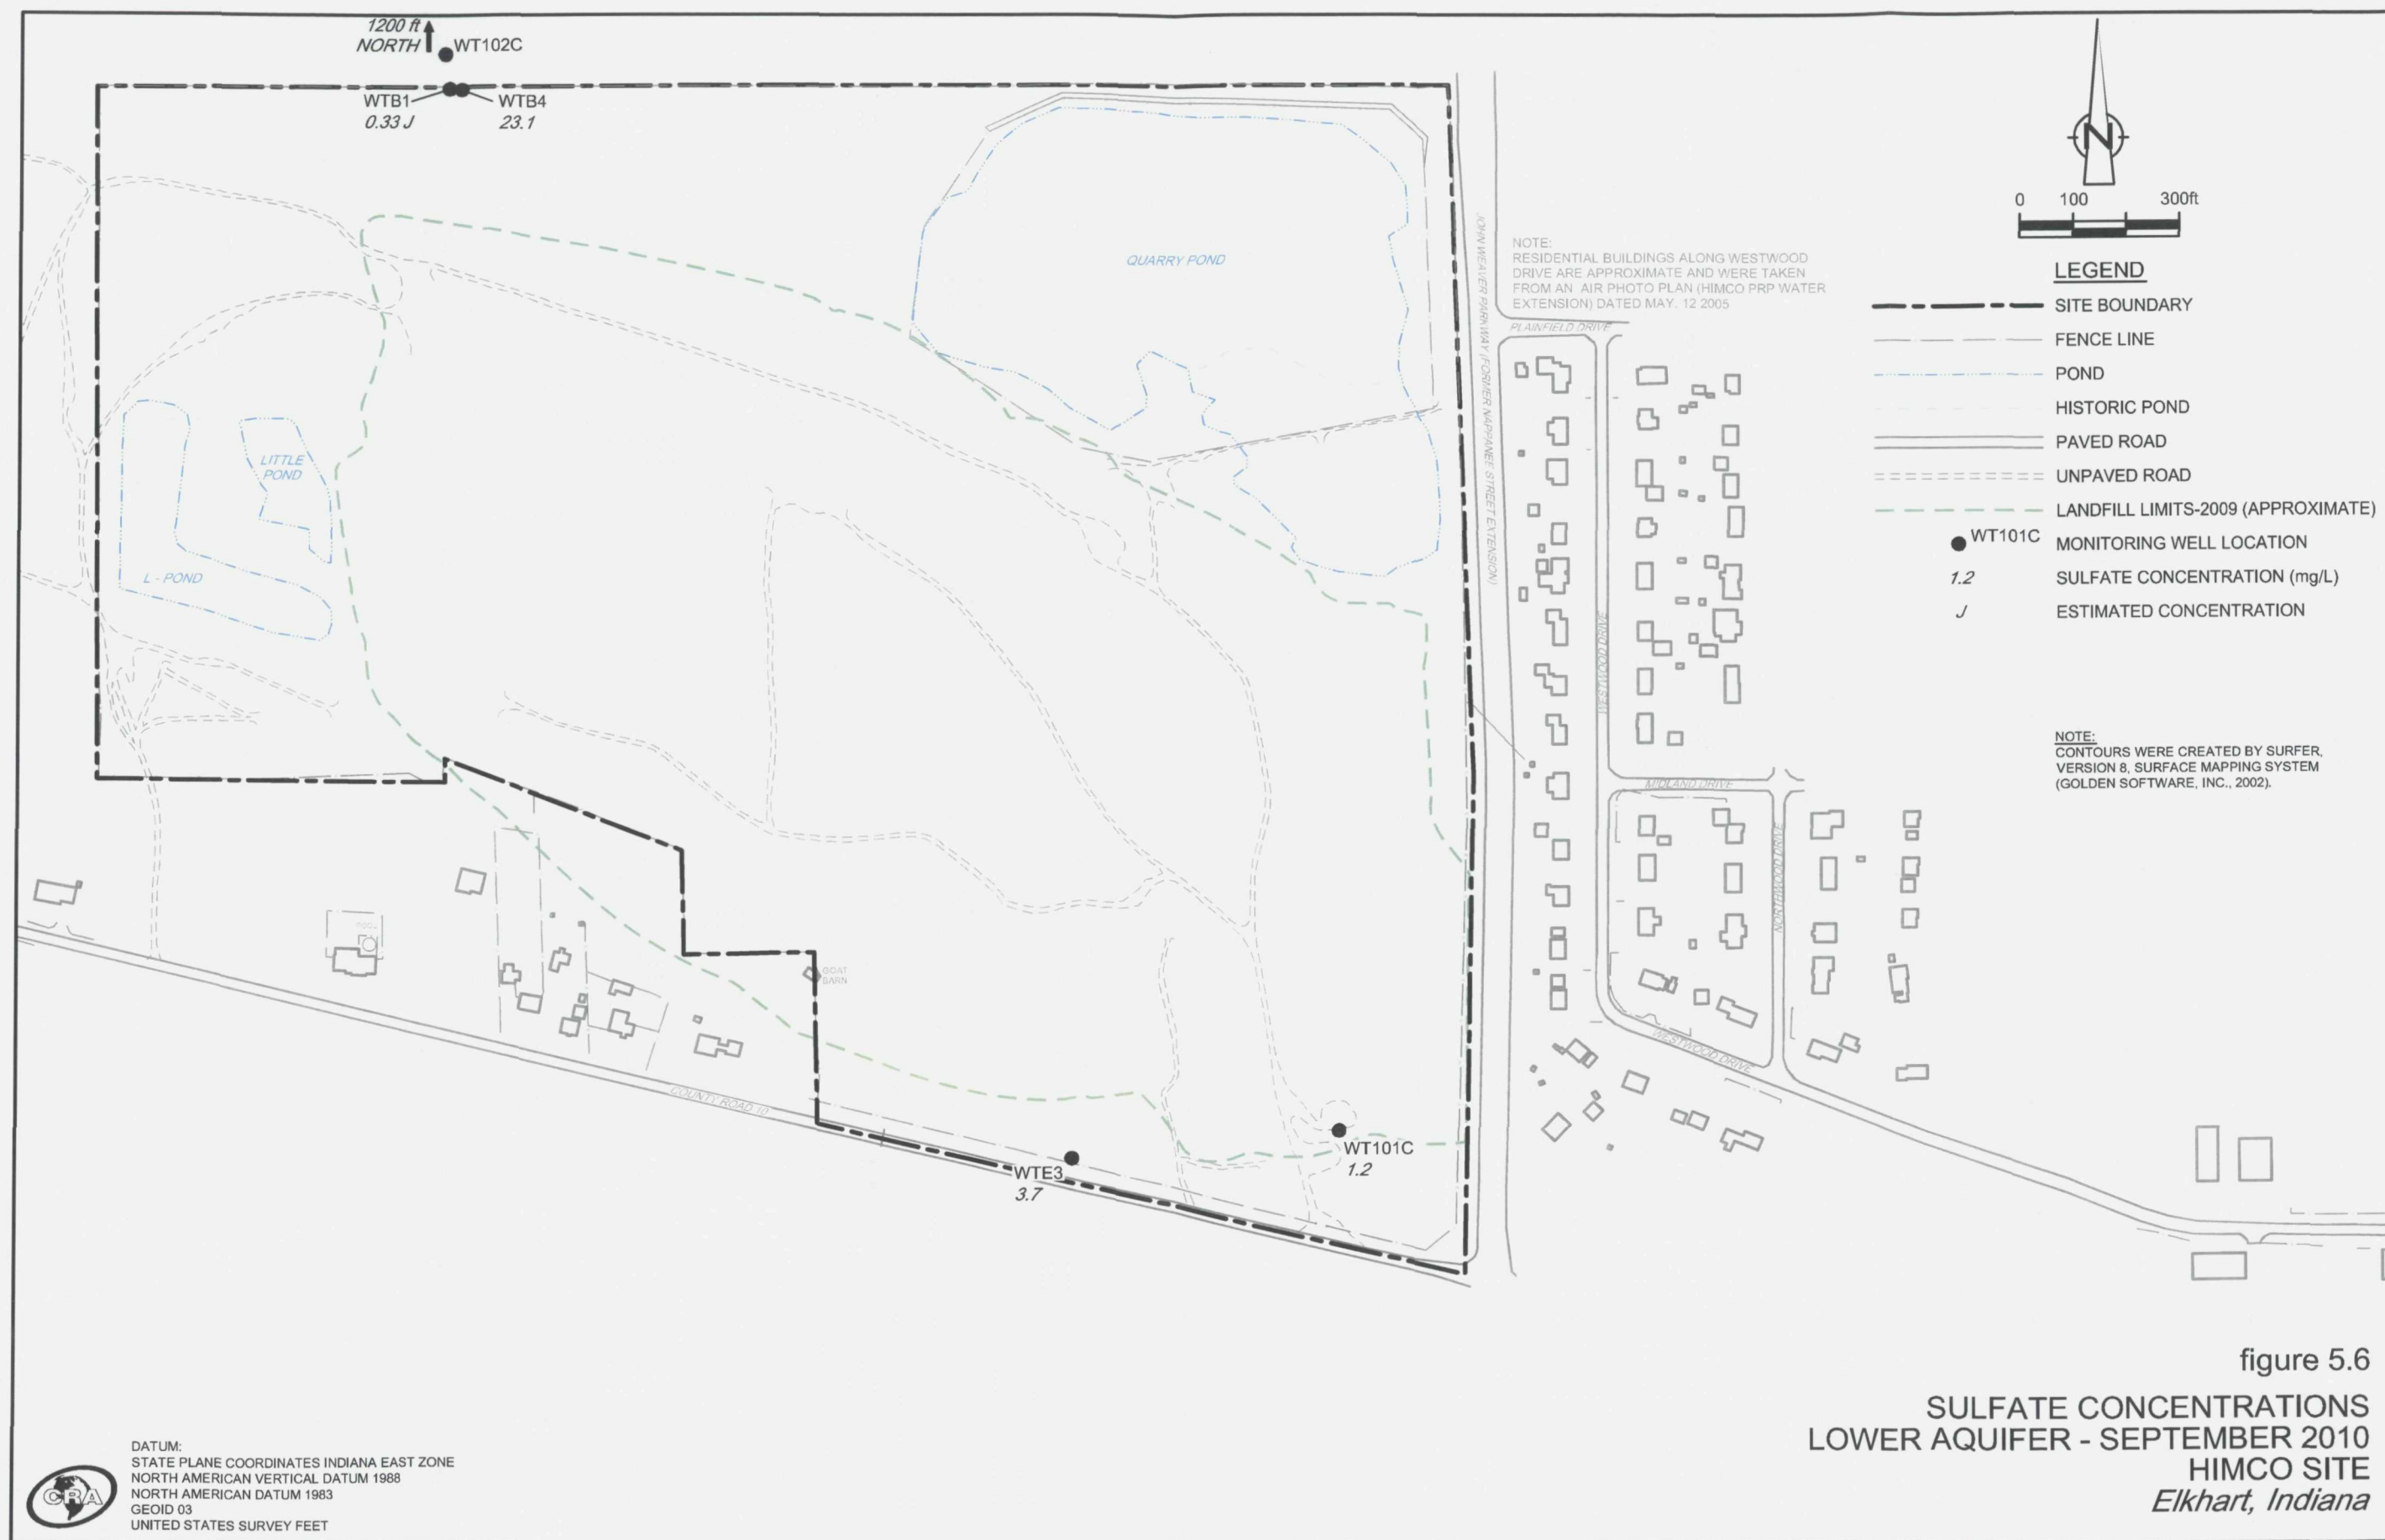 1200 ft
NORTH
WT102C
WTB1
0.33 J
WTB4
23.1
QUARRY POND
LITTLE
POND
L - POND
JOHN WEAVER PARKWAY (FORMER NAPPANEE STREET EXTENSION)
NOTE:
RESIDENTIAL BUILDINGS ALONG WESTWOOD
DRIVE ARE APPROXIMATE AND WERE TAKEN
FROM AN AIR PHOTO PLAN (HIMCO PRP WATER
EXTENSION) DATED MAY. 12 2005
PLAINFIELD DRIVE
WESTWOOD DRIVE
MIDLAND DRIVE
NORTHWOOD DRIVE
WESTWOOD DRIVE
GOAT
BARN
COUNTY ROAD 10
WTE3
3.7
WT101C
1.2
N
0 100 300ft
LEGEND
SITE BOUNDARY
FENCE LINE
POND
HISTORIC POND
PAVED ROAD
UNPAVED ROAD
LANDFILL LIMITS-2009 (APPROXIMATE)
WT101C MONITORING WELL LOCATION
1.2 SULFATE CONCENTRATION (mg/L)
J ESTIMATED CONCENTRATION
NOTE:
CONTOURS WERE CREATED BY SURFER,
VERSION 8, SURFACE MAPPING SYSTEM
(GOLDEN SOFTWARE, INC., 2002).
figure 5.6
SULFATE CONCENTRATIONS
LOWER AQUIFER - SEPTEMBER 2010
HIMCO SITE
Elkhart, Indiana
CRA
DATUM:
STATE PLANE COORDINATES INDIANA EAST ZONE
NORTH AMERICAN VERTICAL DATUM 1988
NORTH AMERICAN DATUM 1983
GEOID 03
UNITED STATES SURVEY FEET